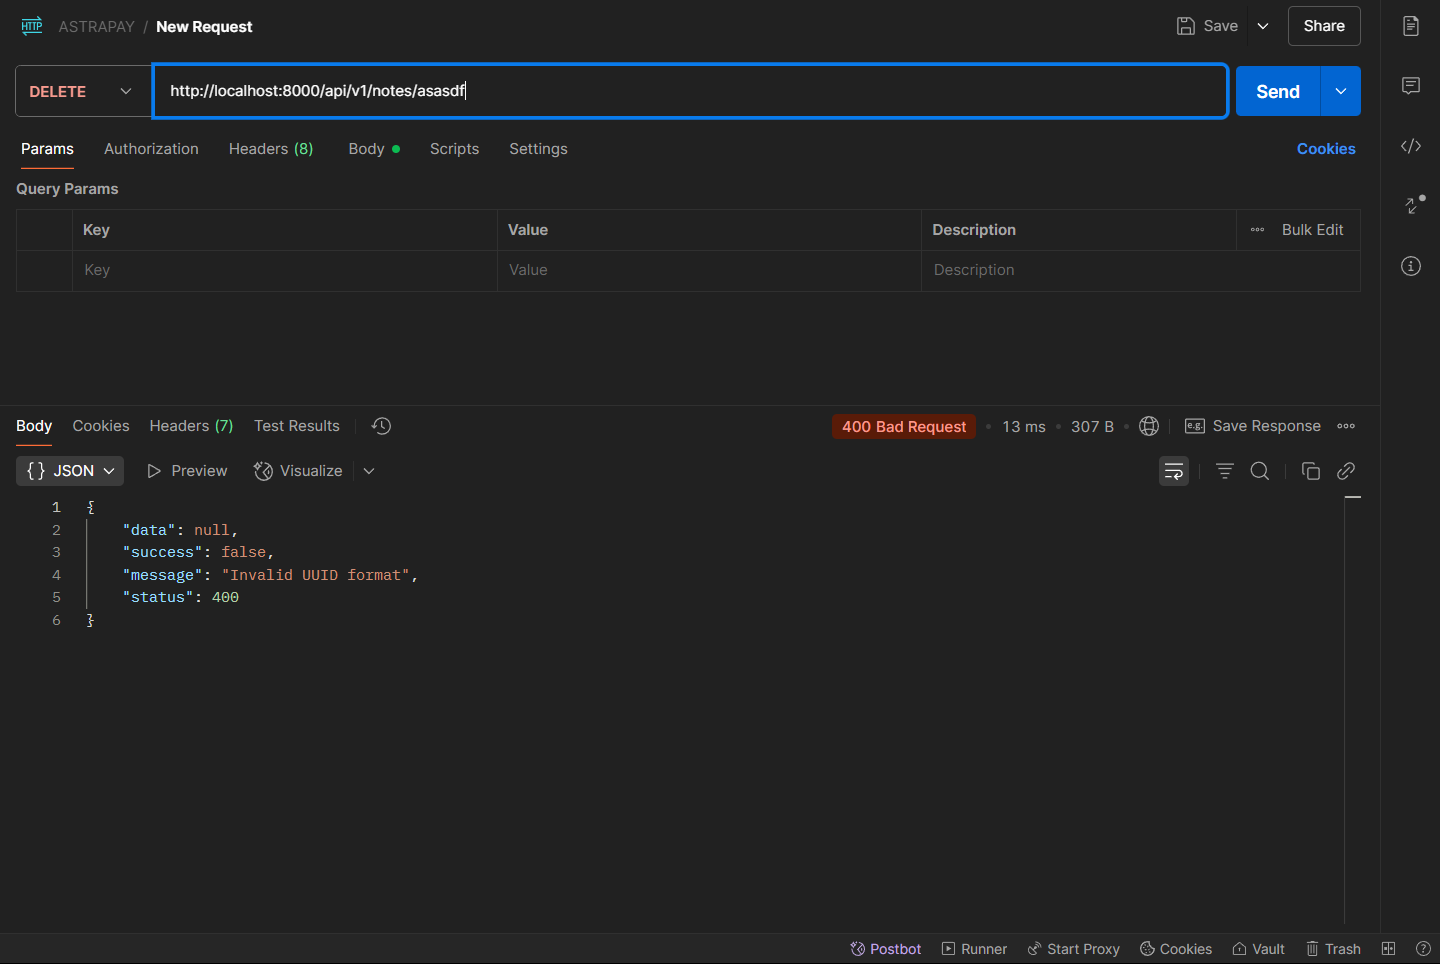 HTTP ASTRAPAY / New Request Save Share
DELETE http://localhost:8000/api/v1/notes/asasdf Send
Params Authorization Headers (8) Body Scripts Settings Cookies
Query Params
Key Value Description Bulk Edit
Key Value Description
Body Cookies Headers (7) Test Results 400 Bad Request 13 ms 307 B e.g. Save Response
{} JSON Preview Visualize
1 {
2 "data": null,
3 "success": false,
4 "message": "Invalid UUID format",
5 "status": 400
6 }
Postbot Runner Start Proxy Cookies Vault Trash